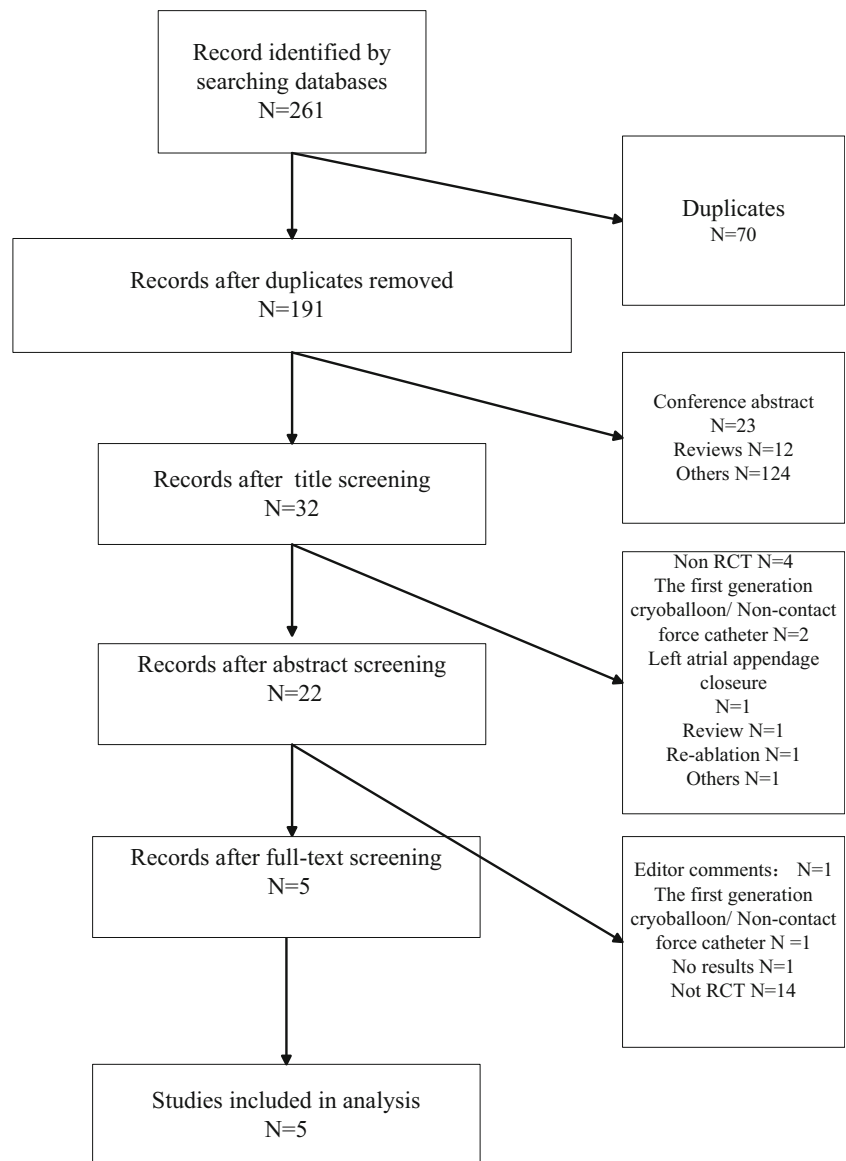 Record identified by
searching databases
N=261
Duplicates
N=70
Records after duplicates removed
N=191
Conference abstract
N=23
Reviews N=12
Others N=124
Records after title screening
N=32
Non RCT N=4
The first generation
cryoballoon/ Non-contact
force catheter N=2
Left atrial appendage
closeure
N=1
Review N=1
Re-ablation N=1
Others N=1
Records after abstract screening
N=22
Records after full-text screening
N=5
Editor comments： N=1
The first generation
cryoballoon/ Non-contact
force catheter N =1
No results N=1
Not RCT N=14
Studies included in analysis
N=5